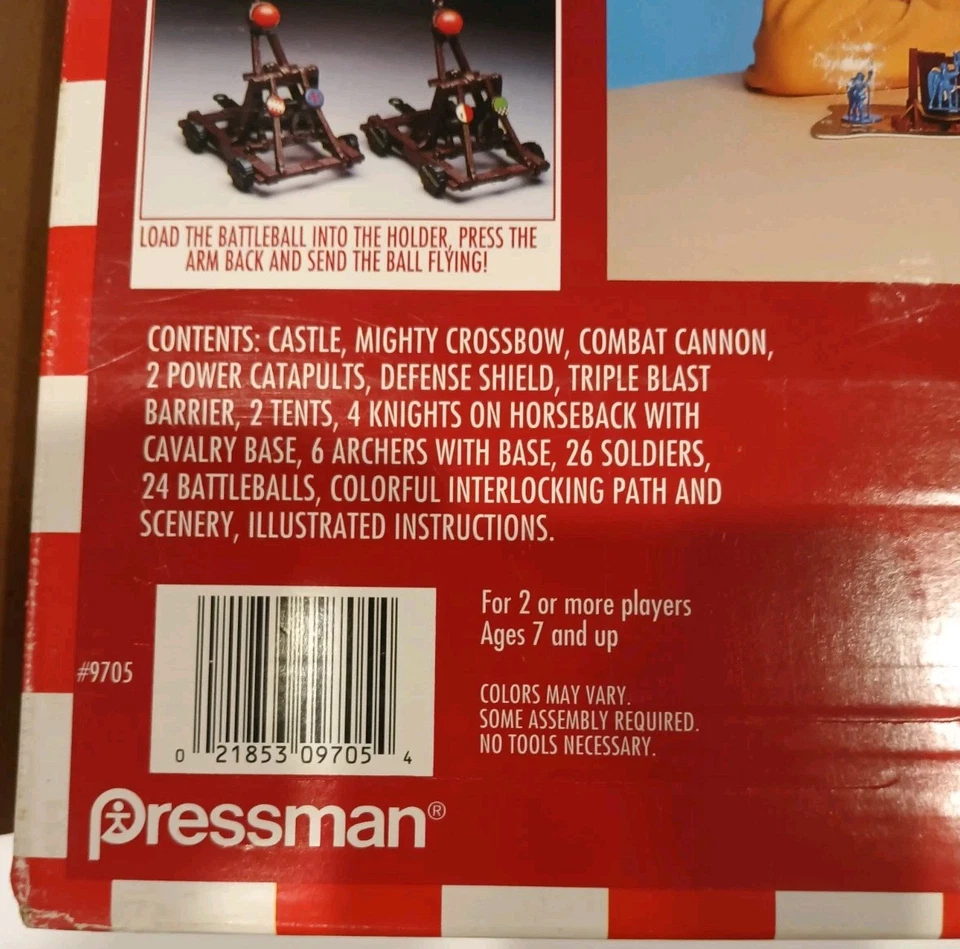 LOAD THE BATTLEBALL INTO THE HOLDER, PRESS THE
ARM BACK AND SEND THE BALL FLYING!
CONTENTS: CASTLE, MIGHTY CROSSBOW, COMBAT CANNON,
2 POWER CATAPULTS, DEFENSE SHIELD, TRIPLE BLAST
BARRIER, 2 TENTS, 4 KNIGHTS ON HORSEBACK WITH
CAVALRY BASE, 6 ARCHERS WITH BASE, 26 SOLDIERS,
24 BATTLEBALLS, COLORFUL INTERLOCKING PATH AND
SCENERY, ILLUSTRATED INSTRUCTIONS.
For 2 or more players
Ages 7 and up
#9705
COLORS MAY VARY.
SOME ASSEMBLY REQUIRED.
NO TOOLS NECESSARY.
0 21853 09705 4
Pressman®